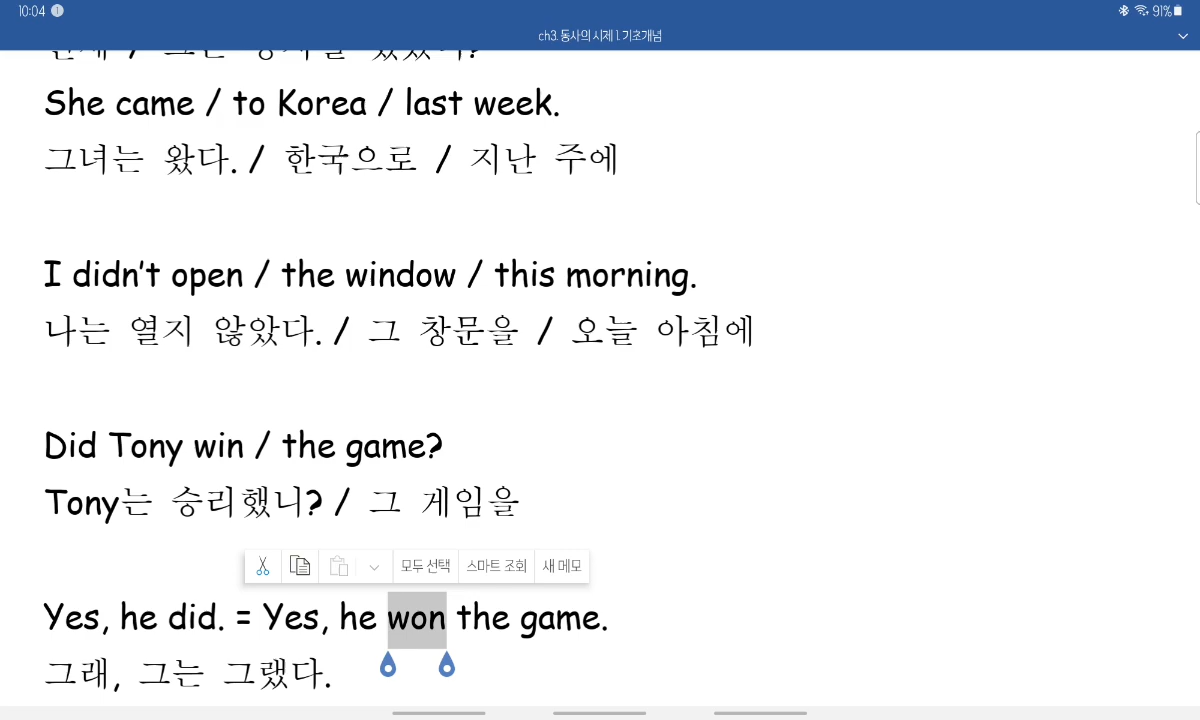 10:04 1 91%
ch3. 동사의 시제 1. 기초개념
She came / to Korea / last week.
그녀는 왔다. / 한국으로 / 지난 주에
I didn't open / the window / this morning.
나는 열지 않았다. / 그 창문을 / 오늘 아침에
Did Tony win / the game?
Tony는 승리했니? / 그 게임을
모두 선택 스마트 조회 새 메모
Yes, he did. = Yes, he won the game.
그래, 그는 그랬다.